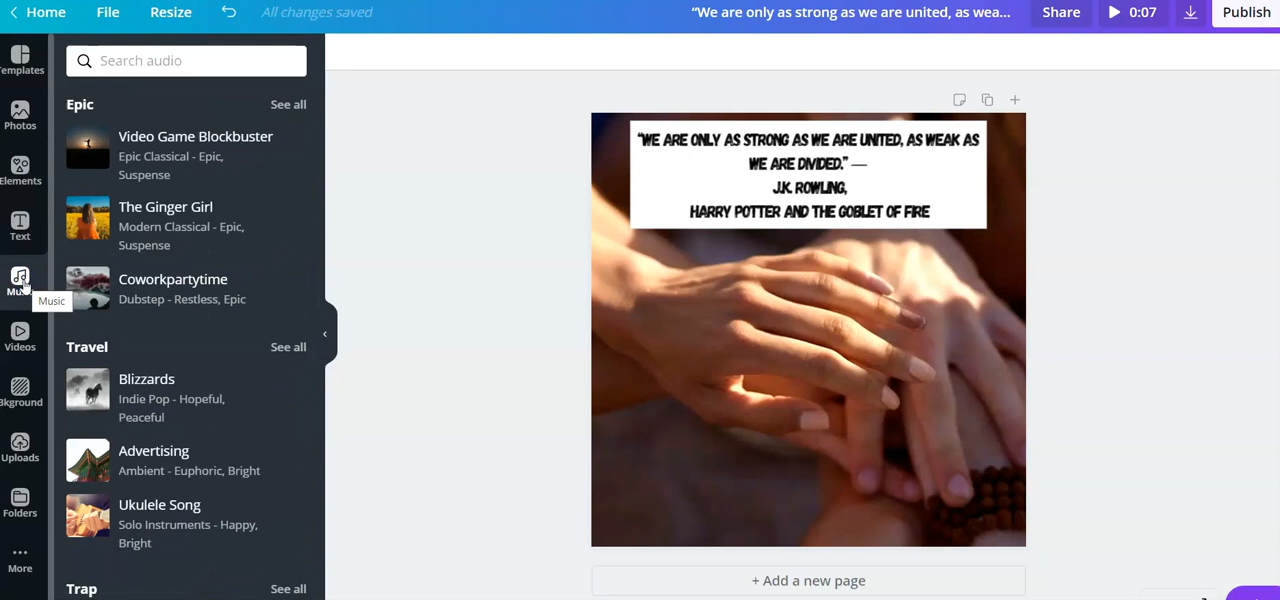 Home
File
Resize
All changes saved
“We are only as strong as we are united, as wea...
Share
0:07
Publish
Templates
Photos
Elements
Text
Music
Videos
Bkground
Uploads
Folders
More
Search audio
Epic
See all
Video Game Blockbuster
Epic Classical - Epic,
Suspense
The Ginger Girl
Modern Classical - Epic,
Suspense
Coworkpartytime
Dubstep - Restless, Epic
Travel
See all
Blizzards
Indie Pop - Hopeful,
Peaceful
Advertising
Ambient - Euphoric, Bright
Ukulele Song
Solo Instruments - Happy,
Bright
Trap
See all
“WE ARE ONLY AS STRONG AS WE ARE UNITED, AS WEAK AS
WE ARE DIVIDED.” —
J.K. ROWLING,
HARRY POTTER AND THE GOBLET OF FIRE
+ Add a new page